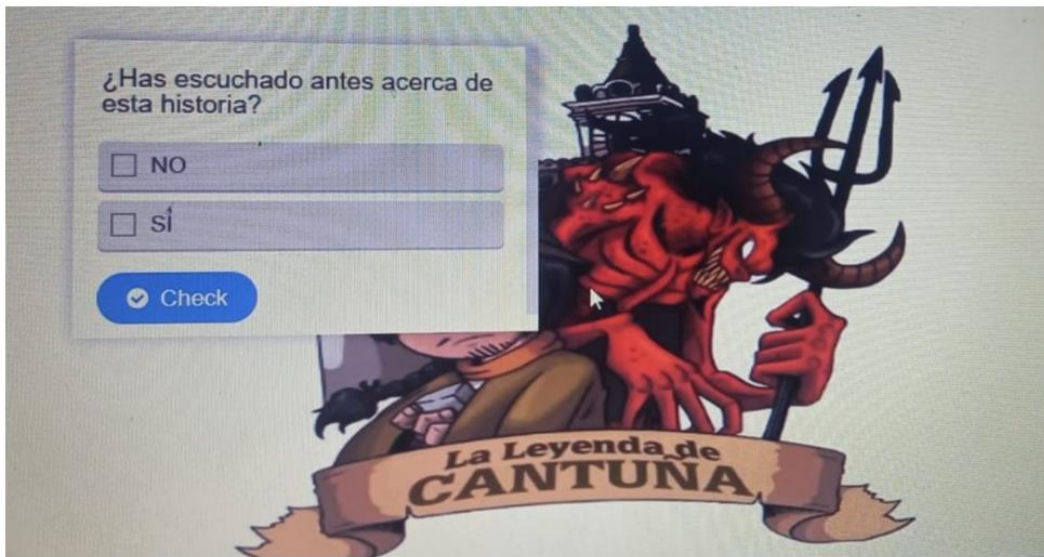 ¿Has escuchado antes acerca de
esta historia?
NO
SÍ
Check
La Leyenda de
CANTUÑA